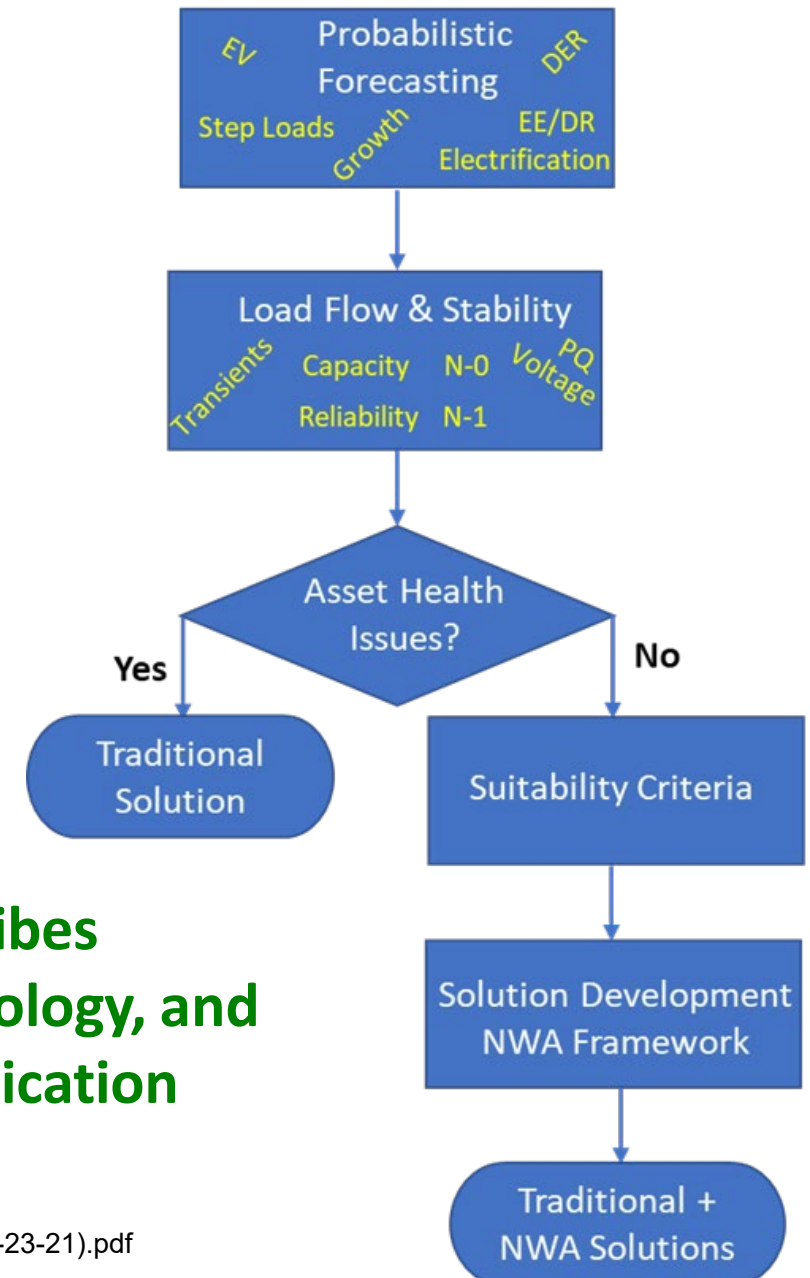 Probabilistic
Forecasting
EV
DER
Step Loads
Growth
EE/DR
Electrification
Load Flow & Stability
Transients
Capacity N-0
Reliability N-1
PQ
Voltage
Asset Health
Issues?
Yes
No
Traditional
Solution
Suitability Criteria
ibes
ology, and
ication
Solution Development
NWA Framework
Traditional +
NWA Solutions
-23-21).pdf